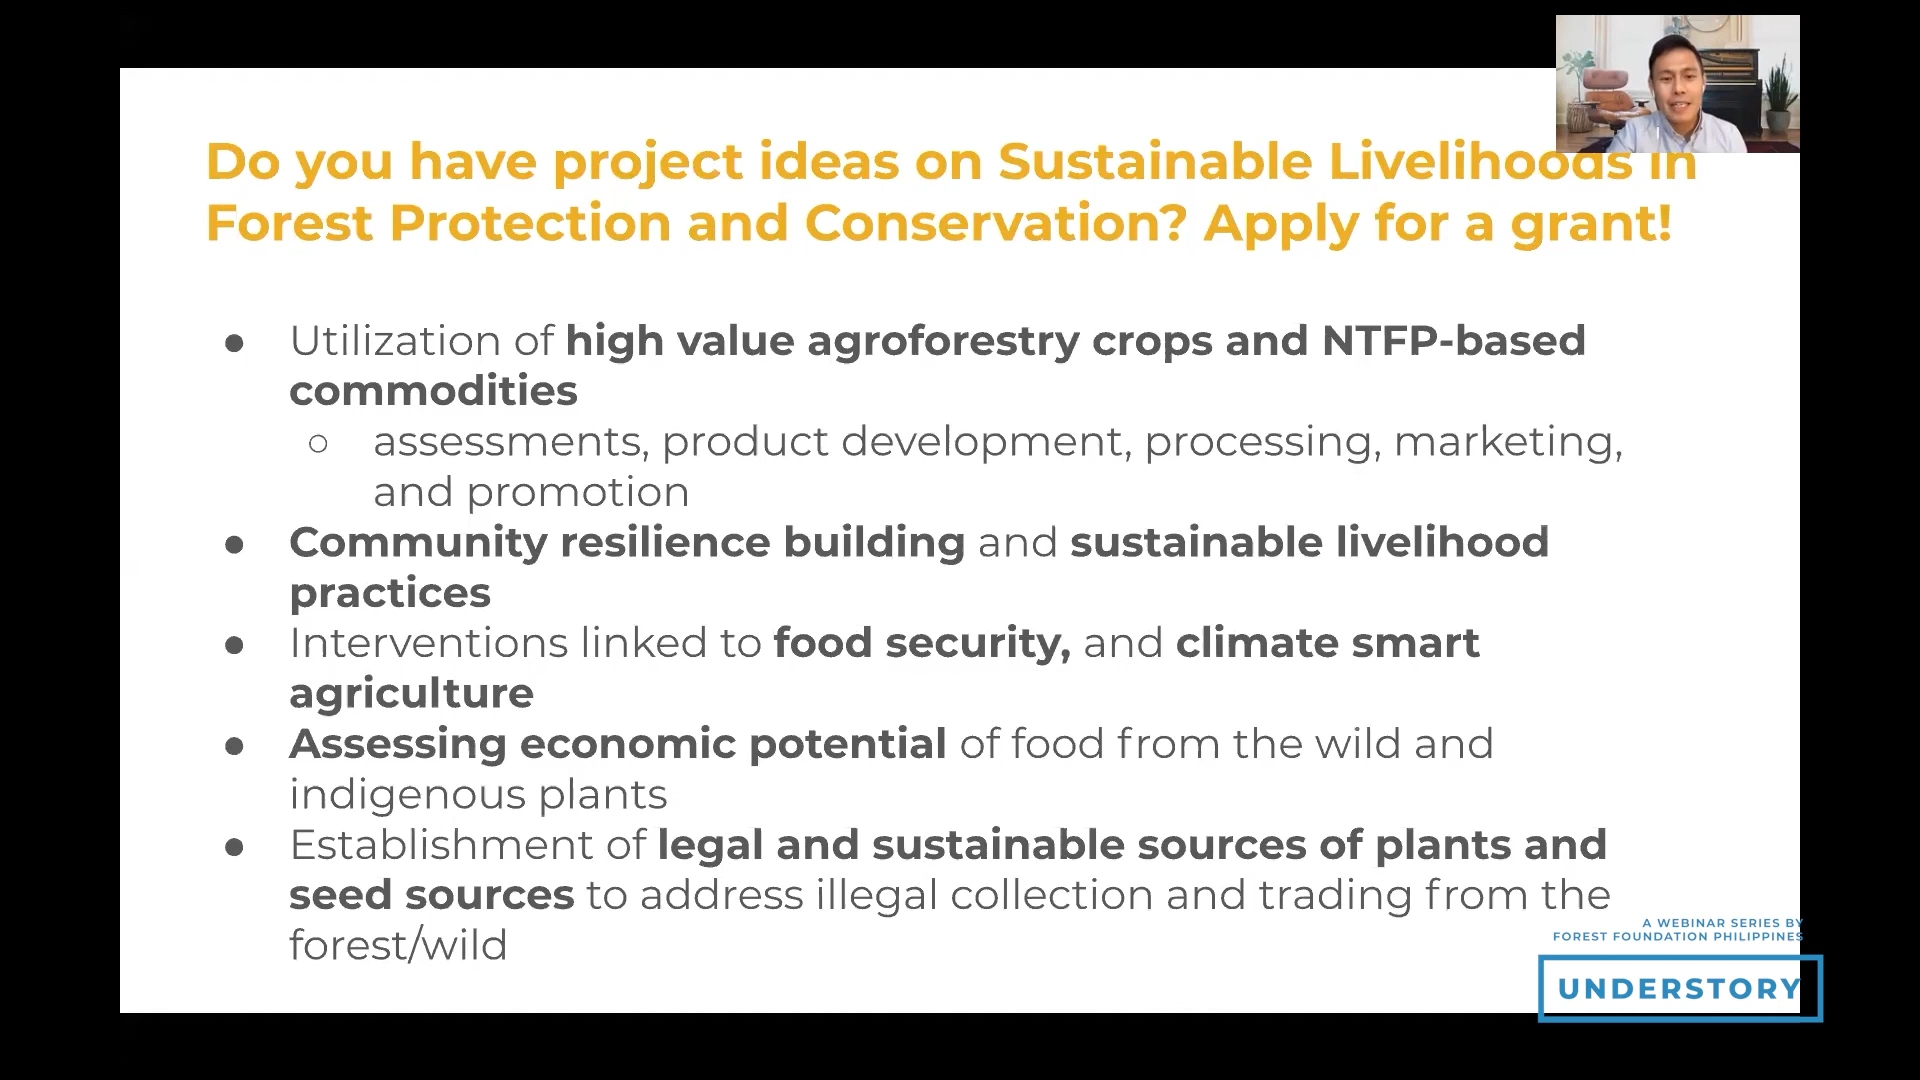 Do you have project ideas on Sustainable Livelihoods in
Forest Protection and Conservation? Apply for a grant!
● Utilization of high value agroforestry crops and NTFP-based
commodities
○ assessments, product development, processing, marketing,
and promotion
● Community resilience building and sustainable livelihood
practices
● Interventions linked to food security, and climate smart
agriculture
● Assessing economic potential of food from the wild and
indigenous plants
● Establishment of legal and sustainable sources of plants and
seed sources to address illegal collection and trading from the
forest/wild
A WEBINAR SERIES BY
FOREST FOUNDATION PHILIPPINES
UNDERSTORY